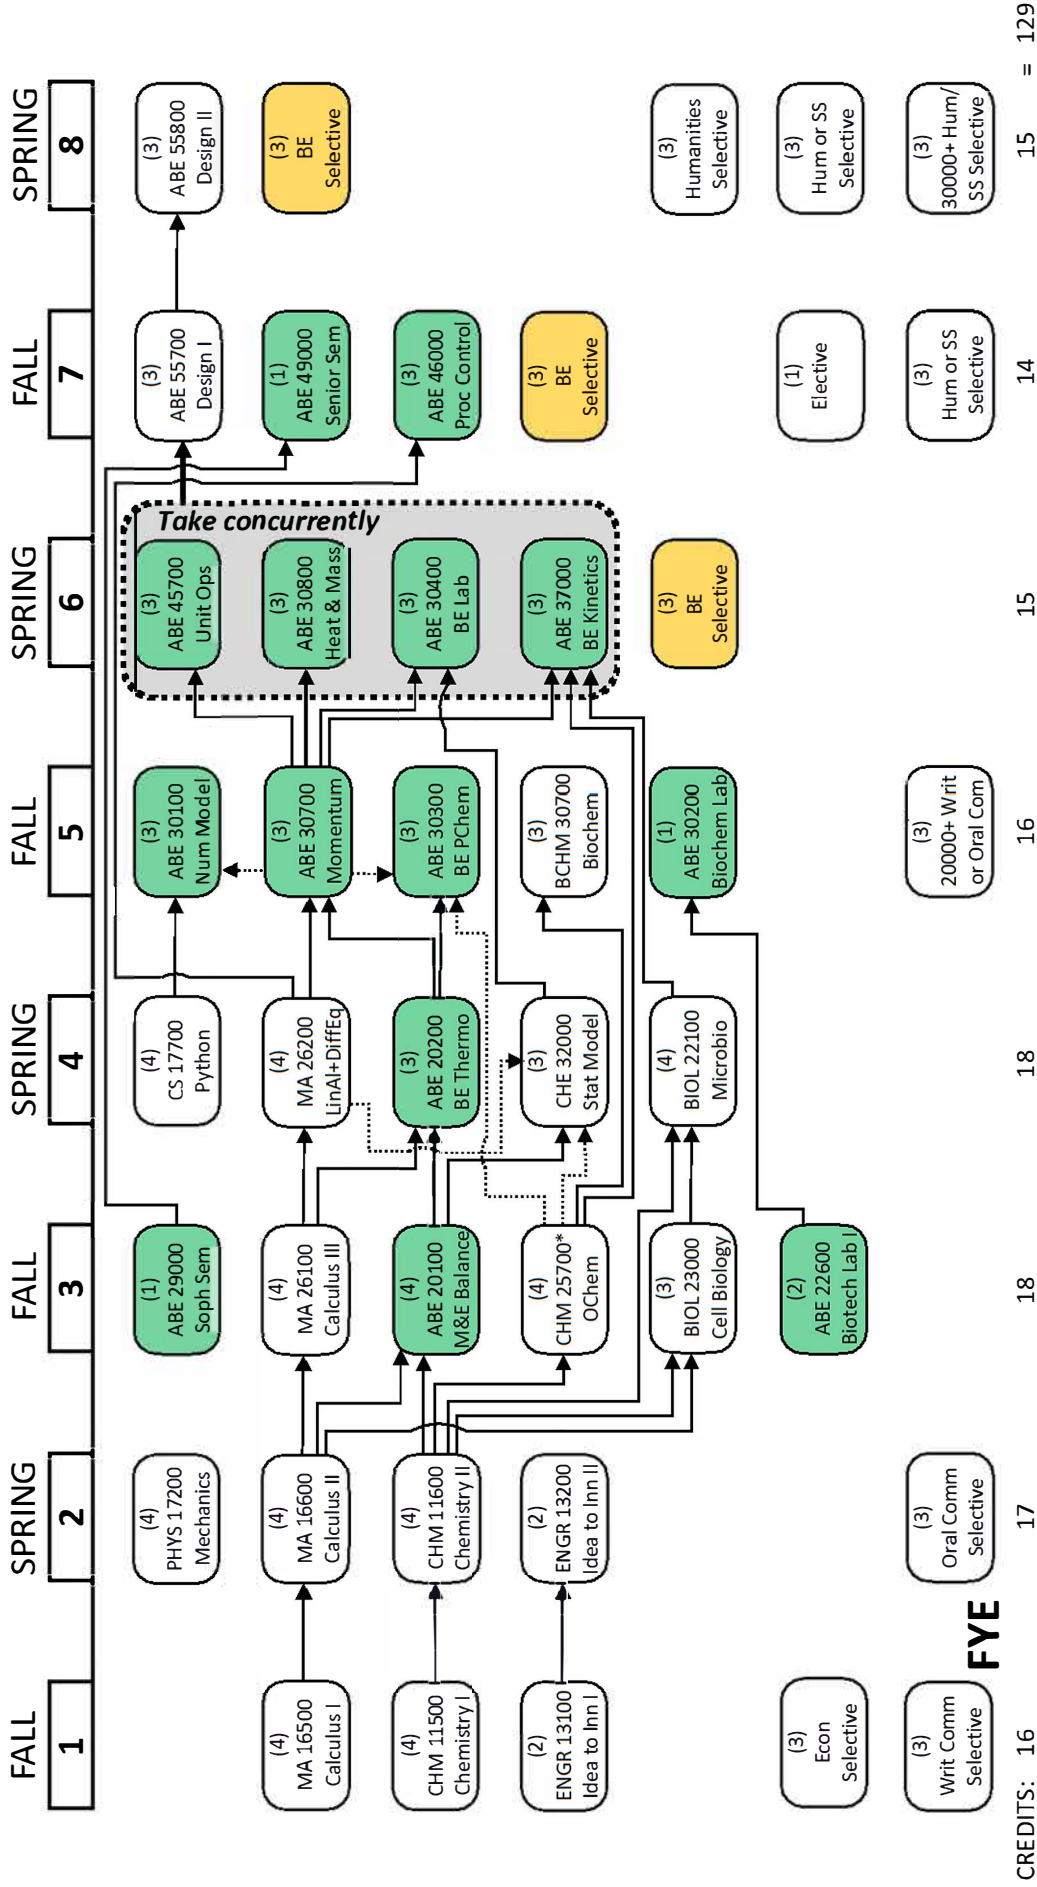 FALL
1
(4)
MA 16500
Calculus I
(4)
CHM 11500
Chemistry I
(2)
ENGR 13100
Idea to Inn I
(3)
Econ
Selective
(3)
Writ Comm
Selective
SPRING
2
(4)
PHYS 17200
Mechanics
(4)
MA 16600
Calculus II
(4)
CHM 11600
Chemistry II
(2)
ENGR 13200
Idea to Inn II
(3)
Oral Comm
Selective
FYE
FALL
3
(1)
ABE 29000
Soph Sem
(4)
MA 26100
Calculus III
(4)
ABE 20100
M&E Balance
(4)
CHM 25700*
OChem
(3)
BIOL 23000
Cell Biology
(2)
ABE 22600
Biotech Lab I
SPRING
4
(4)
CS 17700
Python
(4)
MA 26200
LinAl+DiffEq
(3)
ABE 20200
BE Thermo
(3)
CHE 32000
Stat Model
(4)
BIOL 22100
Microbio
FALL
5
(3)
ABE 30100
Num Model
(3)
ABE 30700
Momentum
(3)
ABE 30300
BE PChem
(3)
BCHM 30700
Biochem
(1)
ABE 30200
Biochem Lab
(3)
20000+ Writ
or Oral Com
SPRING
6
Take concurrently
(3)
ABE 45700
Unit Ops
(3)
ABE 30800
Heat & Mass
(3)
ABE 30400
BE Lab
(3)
ABE 37000
BE Kinetics
(3)
BE
Selective
FALL
7
(3)
ABE 55700
Design I
(1)
ABE 49000
Senior Sem
(3)
ABE 46000
Proc Control
(3)
BE
Selective
(1)
Elective
(3)
Hum or SS
Selective
SPRING
8
(3)
ABE 55800
Design II
(3)
BE
Selective
(3)
Humanities
Selective
(3)
Hum or SS
Selective
(3)
30000+ Hum/
SS Selective
CREDITS: 16 17 18 18 16 15 14 15 = 129